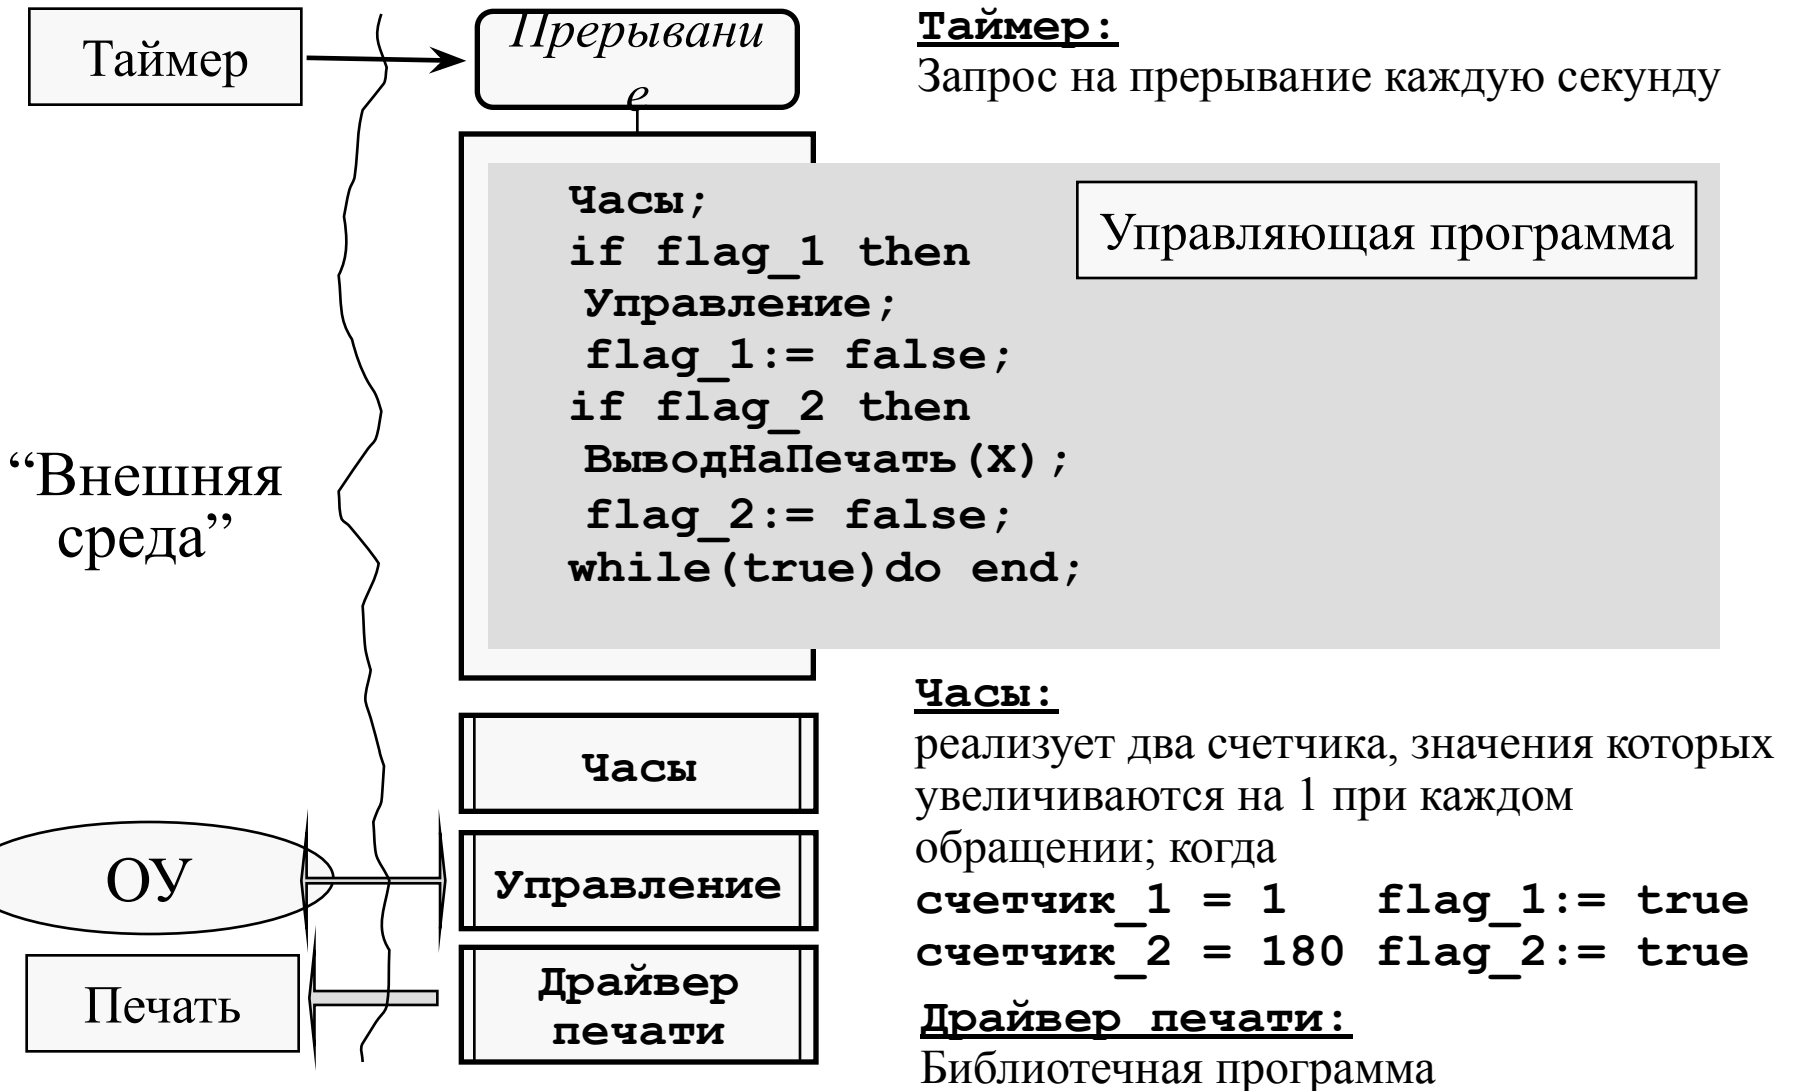 Таймер
Прерывани
е
Таймер:
Запрос на прерывание каждую секунду
Часы;
if flag_1 then
Управление;
flag_1:= false;
if flag_2 then
ВыводНаПечать(X);
flag_2:= false;
while(true)do end;
Управляющая программа
“Внешняя
среда”
Часы
Управление
Драйвер
печати
ОУ
Печать
Часы:
реализует два счетчика, значения которых
увеличиваются на 1 при каждом
обращении; когда
счетчик_1 = 1 flag_1:= true
счетчик_2 = 180 flag_2:= true
Драйвер печати:
Библиотечная программа